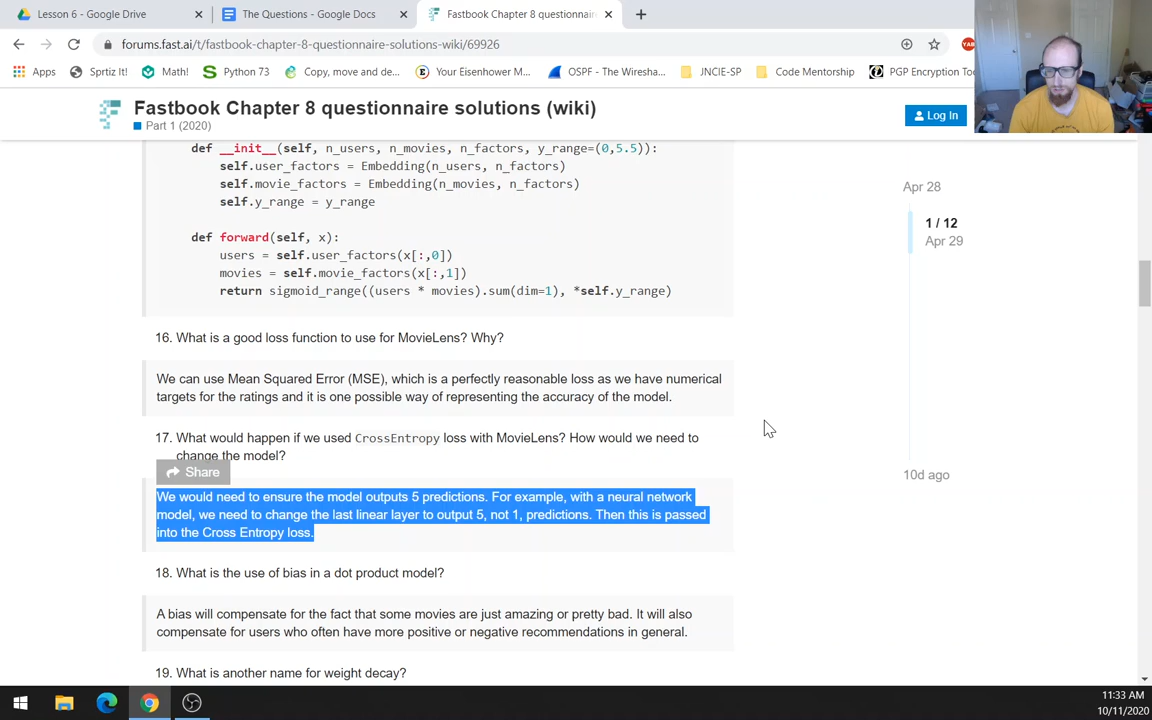 Lesson 6 - Google Drive
The Questions - Google Docs
Fastbook Chapter 8 questionnair
forums.fast.ai/t/fastbook-chapter-8-questionnaire-solutions-wiki/69926
Apps
Sprtiz It!
Math!
Python 73
Copy, move and de...
Your Eisenhower M...
OSPF - The Wiresha...
JNCIE-SP
Code Mentorship
PGP Encryption Too
Fastbook Chapter 8 questionnaire solutions (wiki)
Part 1 (2020)
Log In
def __init__(self, n_users, n_movies, n_factors, y_range=(0,5.5)):
self.user_factors = Embedding(n_users, n_factors)
self.movie_factors = Embedding(n_movies, n_factors)
self.y_range = y_range
def forward(self, x):
users = self.user_factors(x[:,0])
movies = self.movie_factors(x[:,1])
return sigmoid_range((users * movies).sum(dim=1), *self.y_range)
Apr 28
1 / 12
Apr 29
10d ago
16. What is a good loss function to use for MovieLens? Why?
We can use Mean Squared Error (MSE), which is a perfectly reasonable loss as we have numerical
targets for the ratings and it is one possible way of representing the accuracy of the model.
17. What would happen if we used CrossEntropy loss with MovieLens? How would we need to
change the model?
Share
We would need to ensure the model outputs 5 predictions. For example, with a neural network
model, we need to change the last linear layer to output 5, not 1, predictions. Then this is passed
into the Cross Entropy loss.
18. What is the use of bias in a dot product model?
A bias will compensate for the fact that some movies are just amazing or pretty bad. It will also
compensate for users who often have more positive or negative recommendations in general.
19. What is another name for weight decay?
11:33 AM
10/11/2020